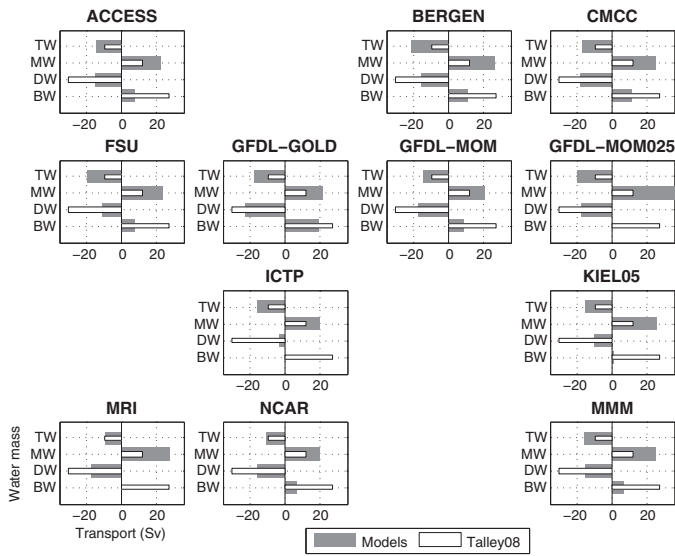 ACCESS BERGEN CMCC
TW TW TW
MW MW MW
DW DW DW
BW BW BW
−20 0 20 −20 0 20 −20 0 20
FSU GFDL−GOLD GFDL−MOM GFDL−MOM025
TW TW TW TW
MW MW MW MW
DW DW DW DW
BW BW BW BW
−20 0 20 −20 0 20 −20 0 20 −20 0 20
ICTP KIEL05
TW TW
MW MW
DW DW
BW BW
−20 0 20 −20 0 20
MRI NCAR MMM
Water mass
TW TW TW
MW MW MW
DW DW DW
BW BW BW
−20 0 20 −20 0 20 −20 0 20
Transport (Sv)
Models Talley08